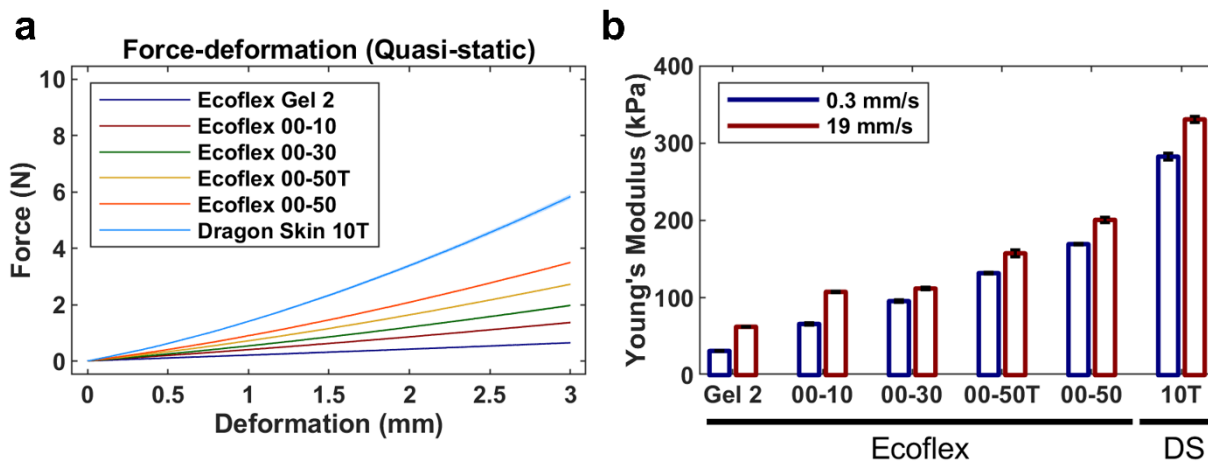 a
Force-deformation (Quasi-static)
Force (N)
10
8
6
4
2
0
Ecoflex Gel 2
Ecoflex 00-10
Ecoflex 00-30
Ecoflex 00-50T
Ecoflex 00-50
Dragon Skin 10T
0 0.5 1 1.5 2 2.5 3
Deformation (mm)
b
Young's Modulus (kPa)
400
300
200
100
0
0.3 mm/s
19 mm/s
Gel 2 00-10 00-30 00-50T 00-50 10T
Ecoflex DS